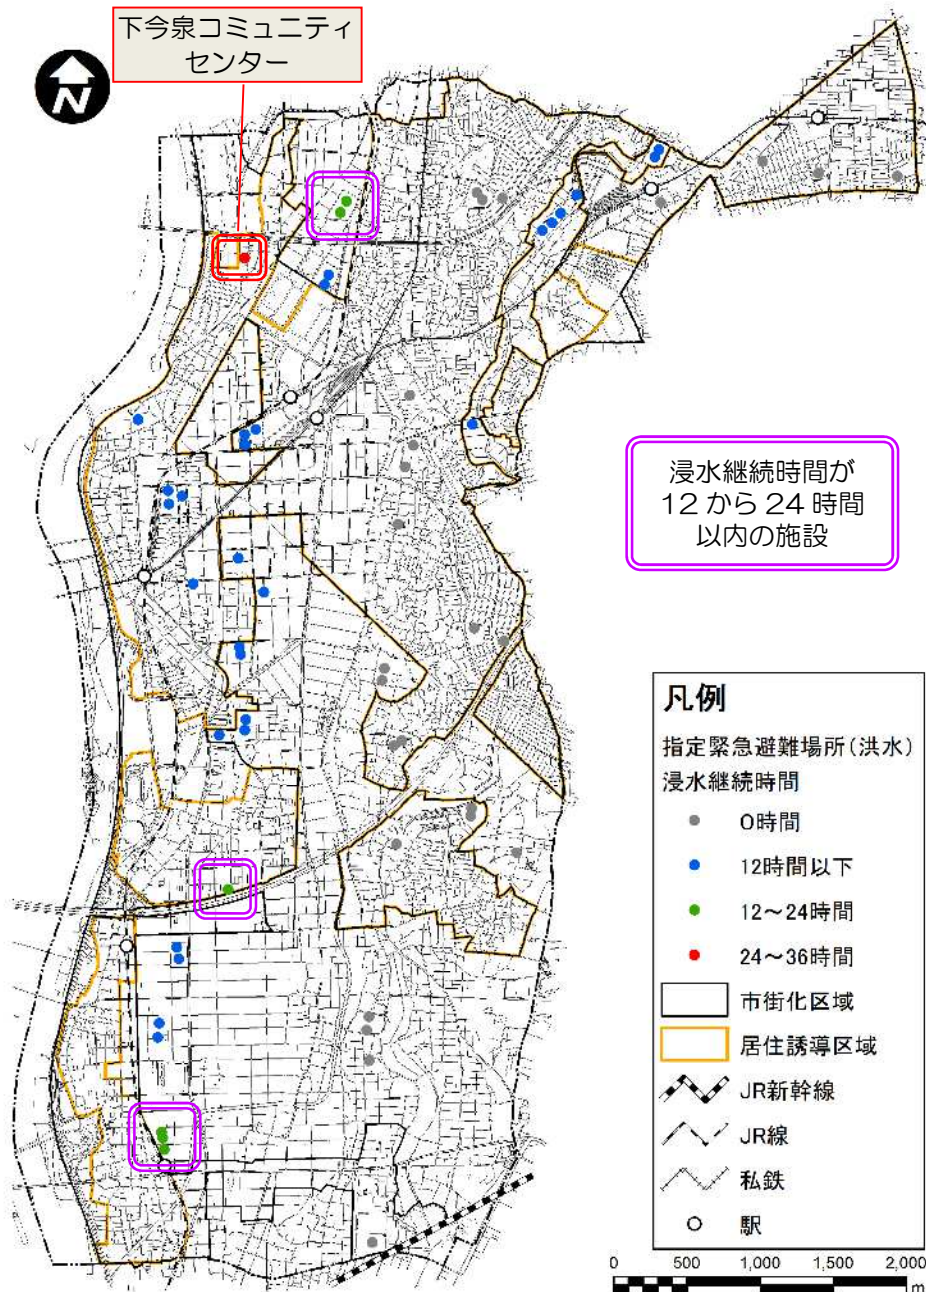 下今泉コミュニティ
センター
N
浸水継続時間が
12 から 24 時間
以内の施設
凡例
指定緊急避難場所(洪水)
浸水継続時間
0時間
12時間以下
12~24時間
24~36時間
市街化区域
居住誘導区域
JR新幹線
JR線
私鉄
駅
0 500 1,000 1,500 2,000
m